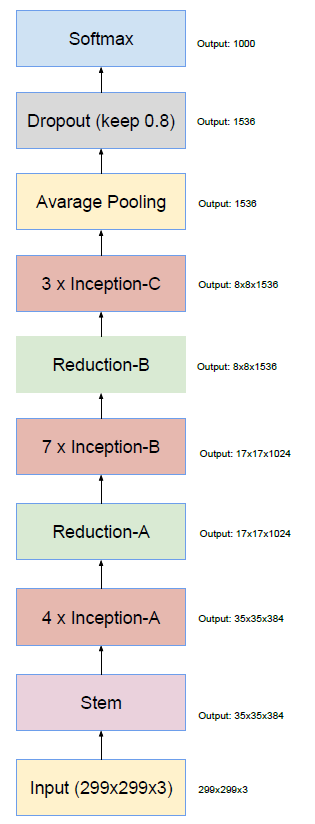 Softmax
Output: 1000
Dropout (keep 0.8)
Output: 1536
Avarage Pooling
Output: 1536
3 x Inception-C
Output: 8x8x1536
Reduction-B
Output: 8x8x1536
7 x Inception-B
Output: 17x17x1024
Reduction-A
Output: 17x17x1024
4 x Inception-A
Output: 35x35x384
Stem
Output: 35x35x384
Input (299x299x3)
299x299x3